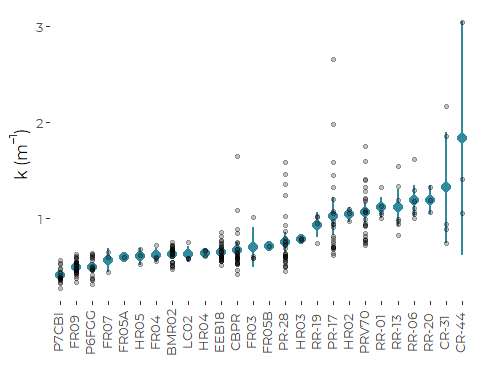 3
2
1
k (m⁻¹)
P7CBI
FR09
P6FGG
FR07
FR05A
HR05
FR04
BMR02
LC02
HR04
EEB18
CBPR
FR03
FR05B
PR-28
HR03
RR-19
PR-17
HR02
PRV70
RR-01
RR-13
RR-06
RR-20
CR-31
CR-44